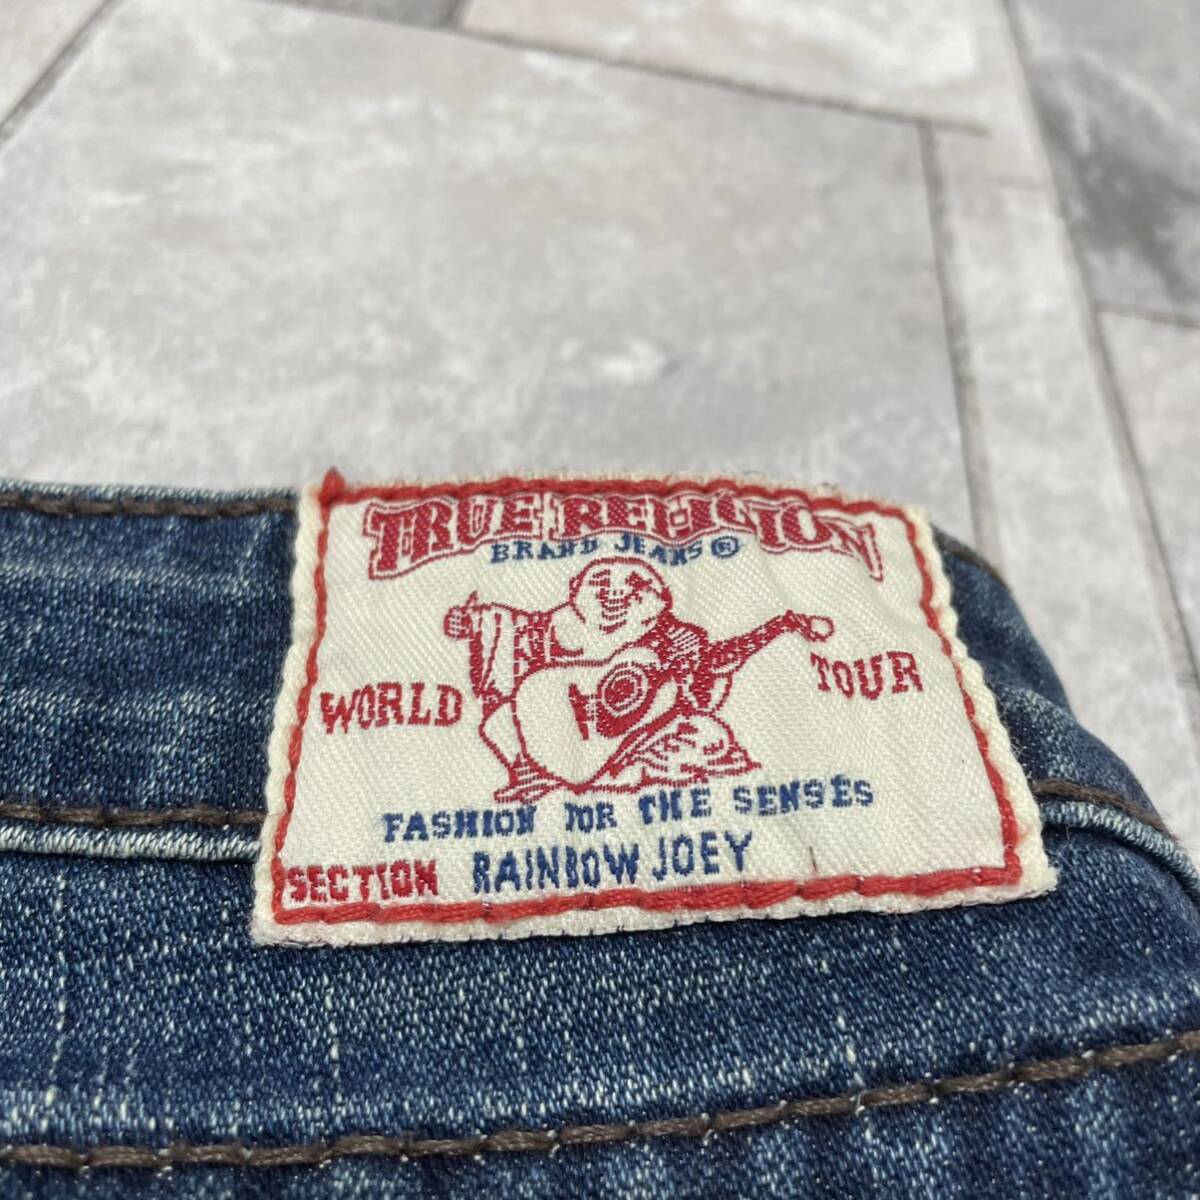 TRUE RELIGION
BRAND JEANS®
WORLD TOUR
FASHION FOR THE SENSES
SECTION RAINBOW JOEY